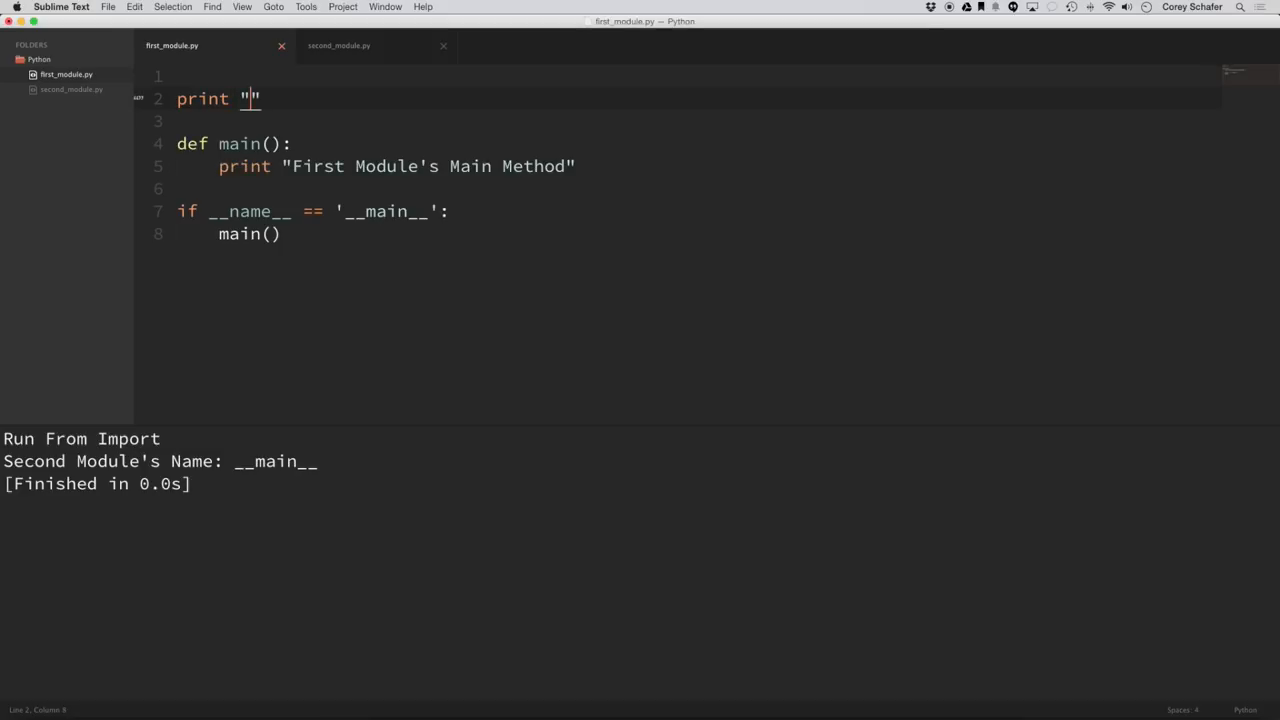 Sublime Text File Edit Selection Find View Goto Tools Project Window Help Corey Schafer
first_module.py — Python
FOLDERS
Python
first_module.py
second_module.py
first_module.py second_module.py
1
2 print ""
3
4 def main():
5 print "First Module's Main Method"
6
7 if __name__ == '__main__':
8 main()
Run From Import
Second Module's Name: __main__
[Finished in 0.0s]
Line 2, Column 8 Spaces: 4 Python